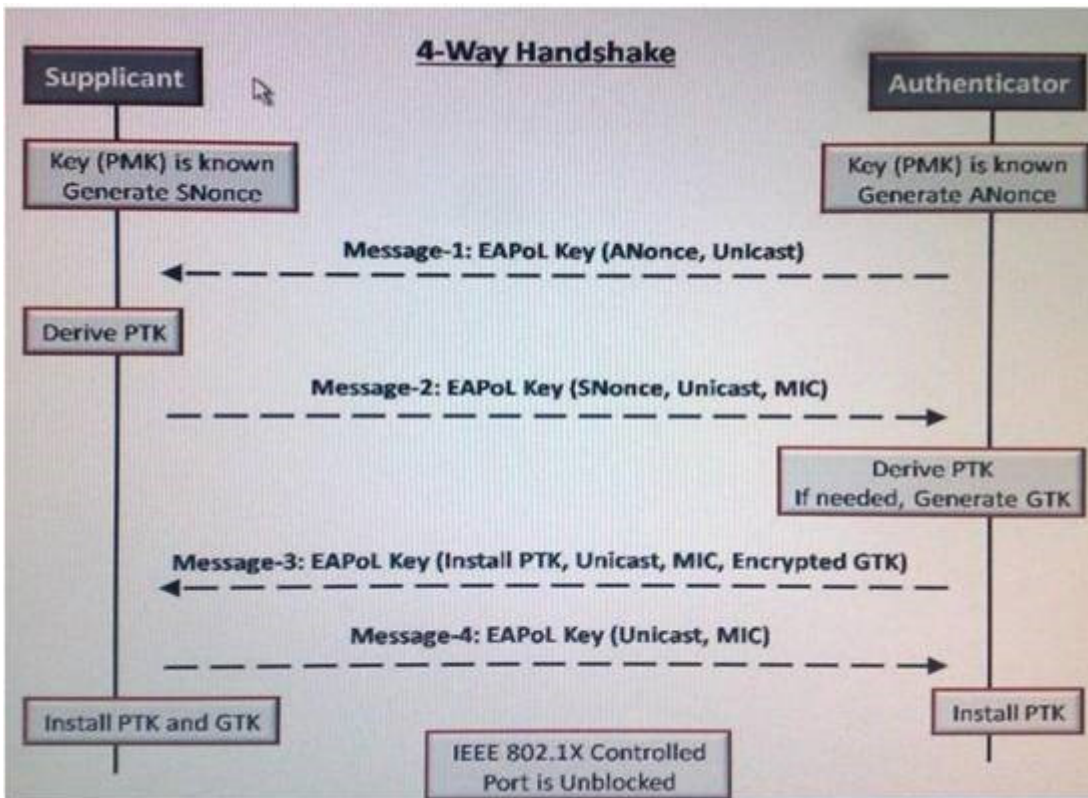 4-Way Handshake
Supplicant
Authenticator
Key (PMK) is known
Generate SNonce
Key (PMK) is known
Generate ANonce
Message-1: EAPoL Key (ANonce, Unicast)
Derive PTK
Message-2: EAPoL Key (SNonce, Unicast, MIC)
Derive PTK
If needed, Generate GTK
Message-3: EAPoL Key (Install PTK, Unicast, MIC, Encrypted GTK)
Message-4: EAPoL Key (Unicast, MIC)
Install PTK and GTK
Install PTK
IEEE 802.1X Controlled
Port is Unblocked